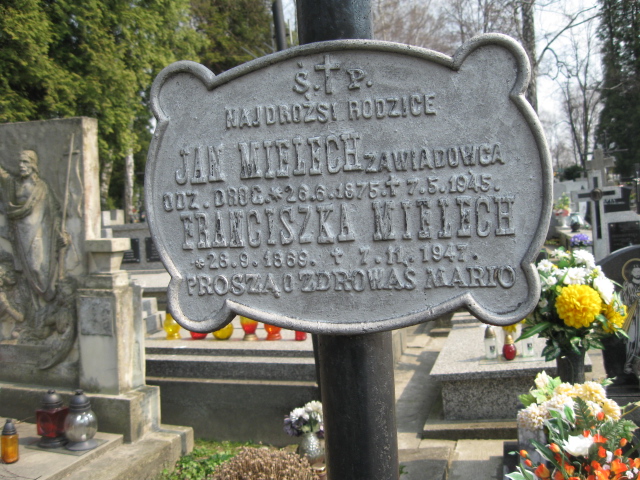 Ś.†P.
NAJDROŻSI RODZICE
JAN MIELECH ZAWIADOWCA
ODZ. DROG. *26.6.1875.† 7.5.1945.
FRANCISZKA MIELECH
*28.9.1869. † 7.11.1947.
PROSZĄ O ZDROWAŚ MARIO